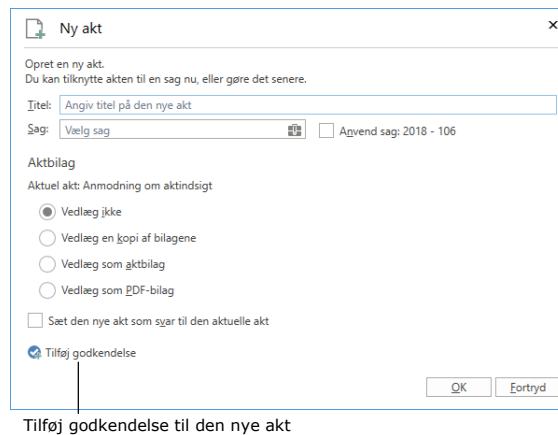 Ny akt
Opret en ny akt.
Du kan tilknytte akten til en sag nu, eller gøre det senere.
Titel: Angiv titel på den nye akt
Sag: Vælg sag Anvend sag: 2018 - 106
Aktbilag
Aktuel akt: Anmodning om aktindsigt
Vedlæg ikke
Vedlæg en kopi af bilagene
Vedlæg som aktbilag
Vedlæg som PDF-bilag
Sæt den nye akt som svar til den aktuelle akt
Tilføj godkendelse
OK Fortryd
Tilføj godkendelse til den nye akt